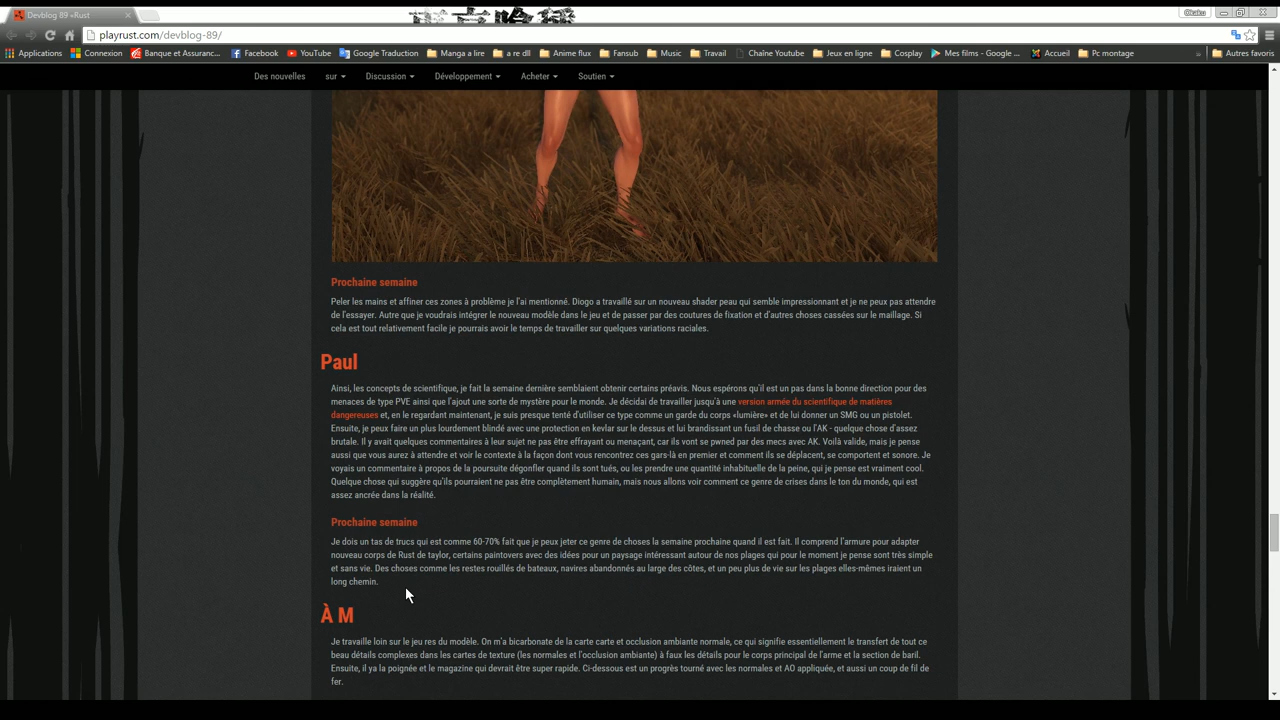 Devblog 89 «Rust
Okaku
playrust.com/devblog-89/
Applications Connexion Banque et Assuranc... Facebook YouTube Google Traduction Manga a lire a re dll Anime flux Fansub Music Travail Chaîne Youtube Jeux en ligne Cosplay Mes films - Google ... Accueil Pc montage Autres favoris
Des nouvelles sur Discussion Développement Acheter Soutien
Prochaine semaine
Peler les mains et affiner ces zones à problème je l'ai mentionné. Diogo a travaillé sur un nouveau shader peau qui semble impressionnant et je ne peux pas attendre
de l'essayer. Autre que je voudrais intégrer le nouveau modèle dans le jeu et de passer par des coutures de fixation et d'autres choses cassées sur le maillage. Si
cela est tout relativement facile je pourrais avoir le temps de travailler sur quelques variations raciales.
Paul
Ainsi, les concepts de scientifique, je fait la semaine dernière semblaient obtenir certains préavis. Nous espérons qu'il est un pas dans la bonne direction pour des
menaces de type PVE ainsi que l'ajout une sorte de mystère pour le monde. Je décidai de travailler jusqu'à une version armée du scientifique de matières
dangereuses et, en le regardant maintenant, je suis presque tenté d'utiliser ce type comme un garde du corps «lumière» et de lui donner un SMG ou un pistolet.
Ensuite, je peux faire un plus lourdement blindé avec une protection en kevlar sur le dessus et lui brandissant un fusil de chasse ou l'AK - quelque chose d'assez
brutale. Il y avait quelques commentaires à leur sujet ne pas être effrayant ou menaçant, car ils vont se pwned par des mecs avec AK. Voilà valide, mais je pense
aussi que vous aurez à attendre et voir le contexte à la façon dont vous rencontrez ces gars-là en premier et comment ils se déplacent, se comportent et sonore. Je
voyais un commentaire à propos de la poursuite dégonfler quand ils sont tués, ou les prendre une quantité inhabituelle de la peine, qui je pense est vraiment cool.
Quelque chose qui suggère qu'ils pourraient ne pas être complètement humain, mais nous allons voir comment ce genre de crises dans le ton du monde, qui est
assez ancrée dans la réalité.
Prochaine semaine
Je dois un tas de trucs qui est comme 60-70% fait que je peux jeter ce genre de choses la semaine prochaine quand il est fait. Il comprend l'armure pour adapter
nouveau corps de Rust de taylor, certains paintovers avec des idées pour un paysage intéressant autour de nos plages qui pour le moment je pense sont très simple
et sans vie. Des choses comme les restes rouillés de bateaux, navires abandonnés au large des côtes, et un peu plus de vie sur les plages elles-mêmes iraient un
long chemin.
À M
Je travaille loin sur le jeu res du modèle. On m'a bicarbonate de la carte carte et occlusion ambiante normale, ce qui signifie essentiellement le transfert de tout ce
beau détails complexes dans les cartes de texture (les normales et l'occlusion ambiante) à faux les détails pour le corps principal de l'arme et la section de baril.
Ensuite, il ya la poignée et le magazine qui devrait être super rapide. Ci-dessous est un progrès tourné avec les normales et AO appliquée, et aussi un coup de fil de
fer.